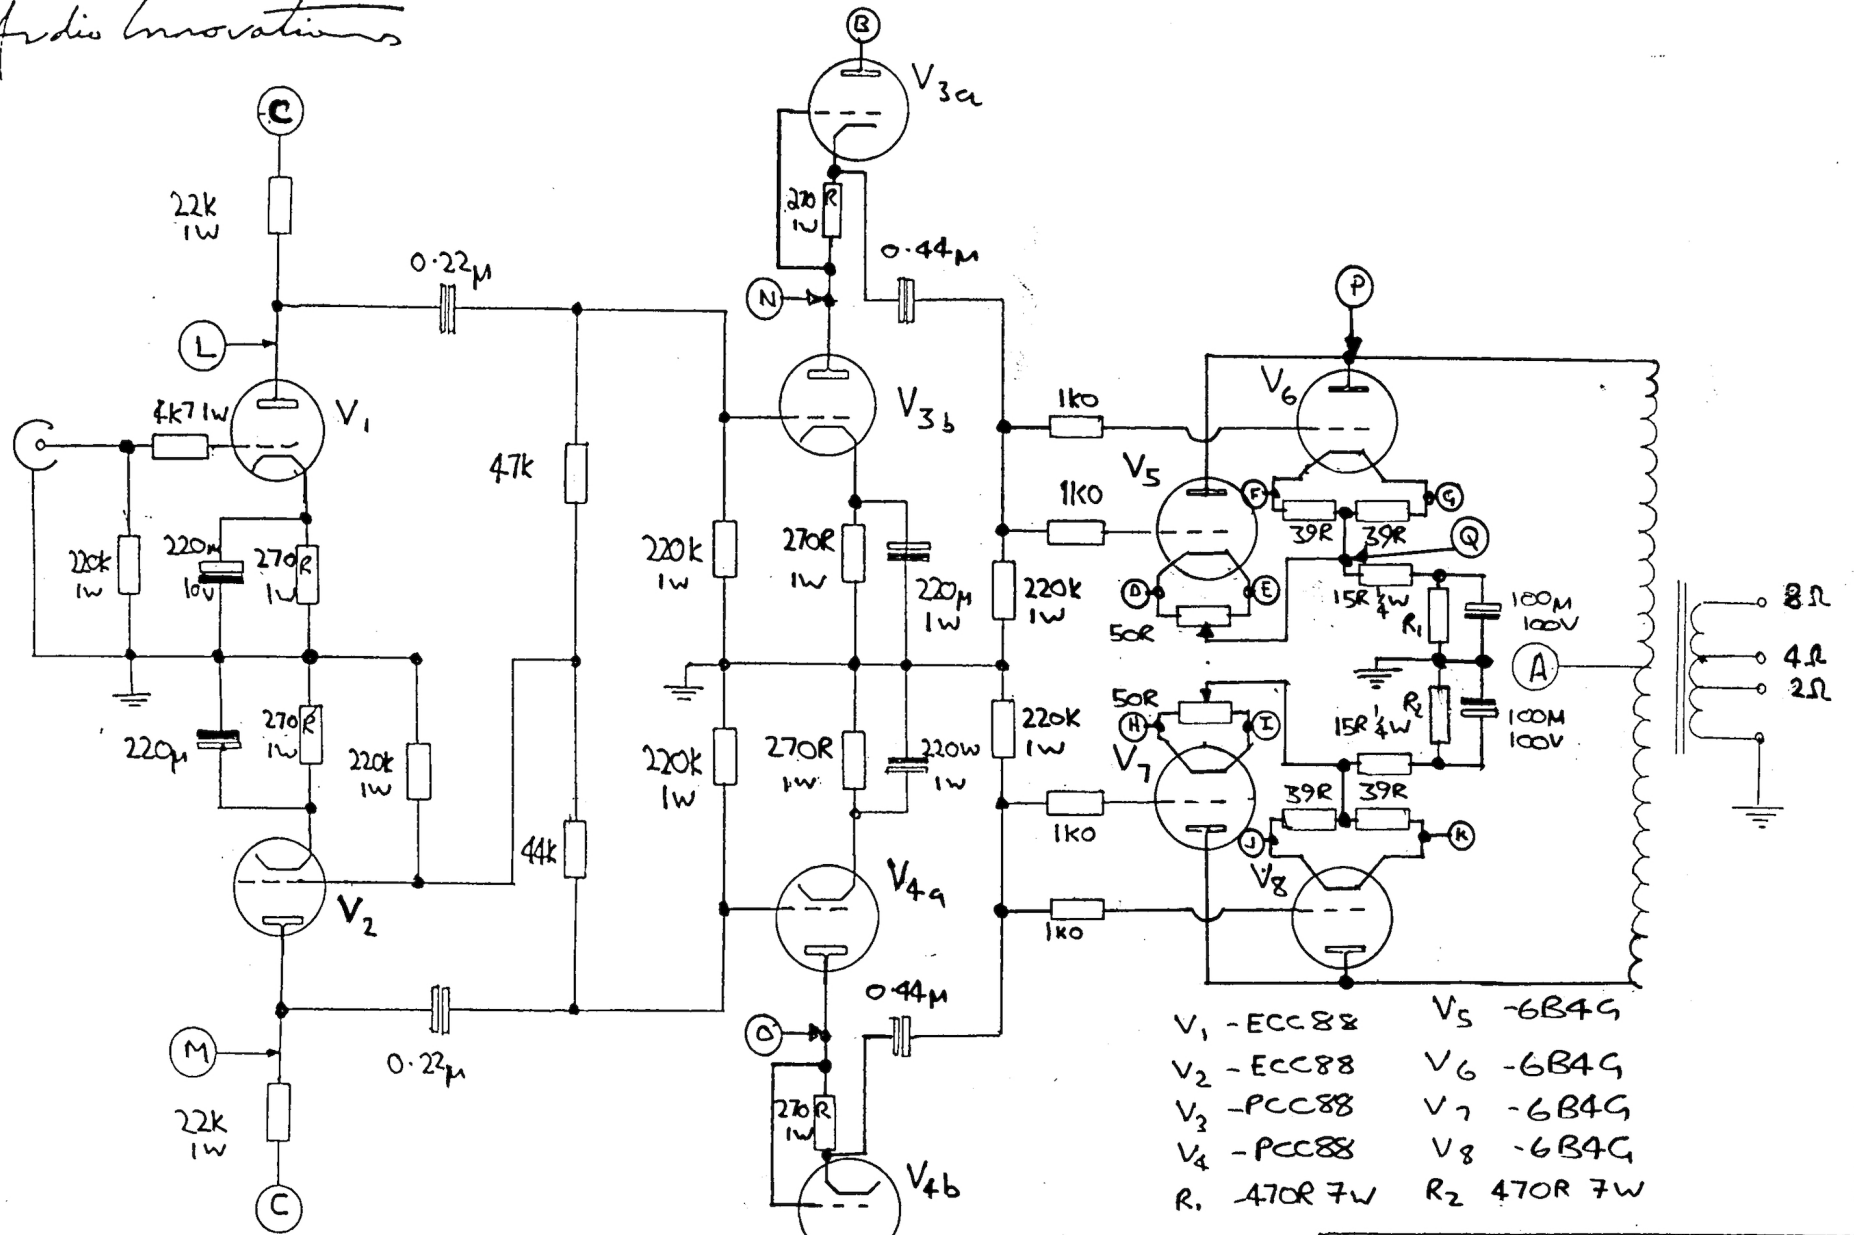 Audio Innovations
B
V3a
C
22K
1W
270R
1W
0.22µ
0.44µ
N
P
L
4K7 1W
V1
V3b
V6
1K0
47K
V5
1K0
F
G
39R
39R
Q
220K
1W
220µ
10V
270R
1W
220K
1W
270R
1W
220µ
1W
220K
1W
D
E
50R
15R ¼W
R1
100M
100V
8Ω
4Ω
2Ω
A
220µ
270R
1W
220K
1W
220K
1W
270R
1W
220W
1W
220K
1W
50R
H
I
V7
15R ¼W
R2
100M
100V
39R
39R
1K0
J
K
44K
V8
V2
V4a
1K0
0.44µ
M
0.22µ
O
22K
1W
270R
1W
C
V4b
V1 -ECC88
V5 -6B4G
V2 -ECC88
V6 -6B4G
V3 -PCC88
V7 -6B4G
V4 -PCC88
V8 -6B4G
R1 -470R 7W
R2 470R 7W